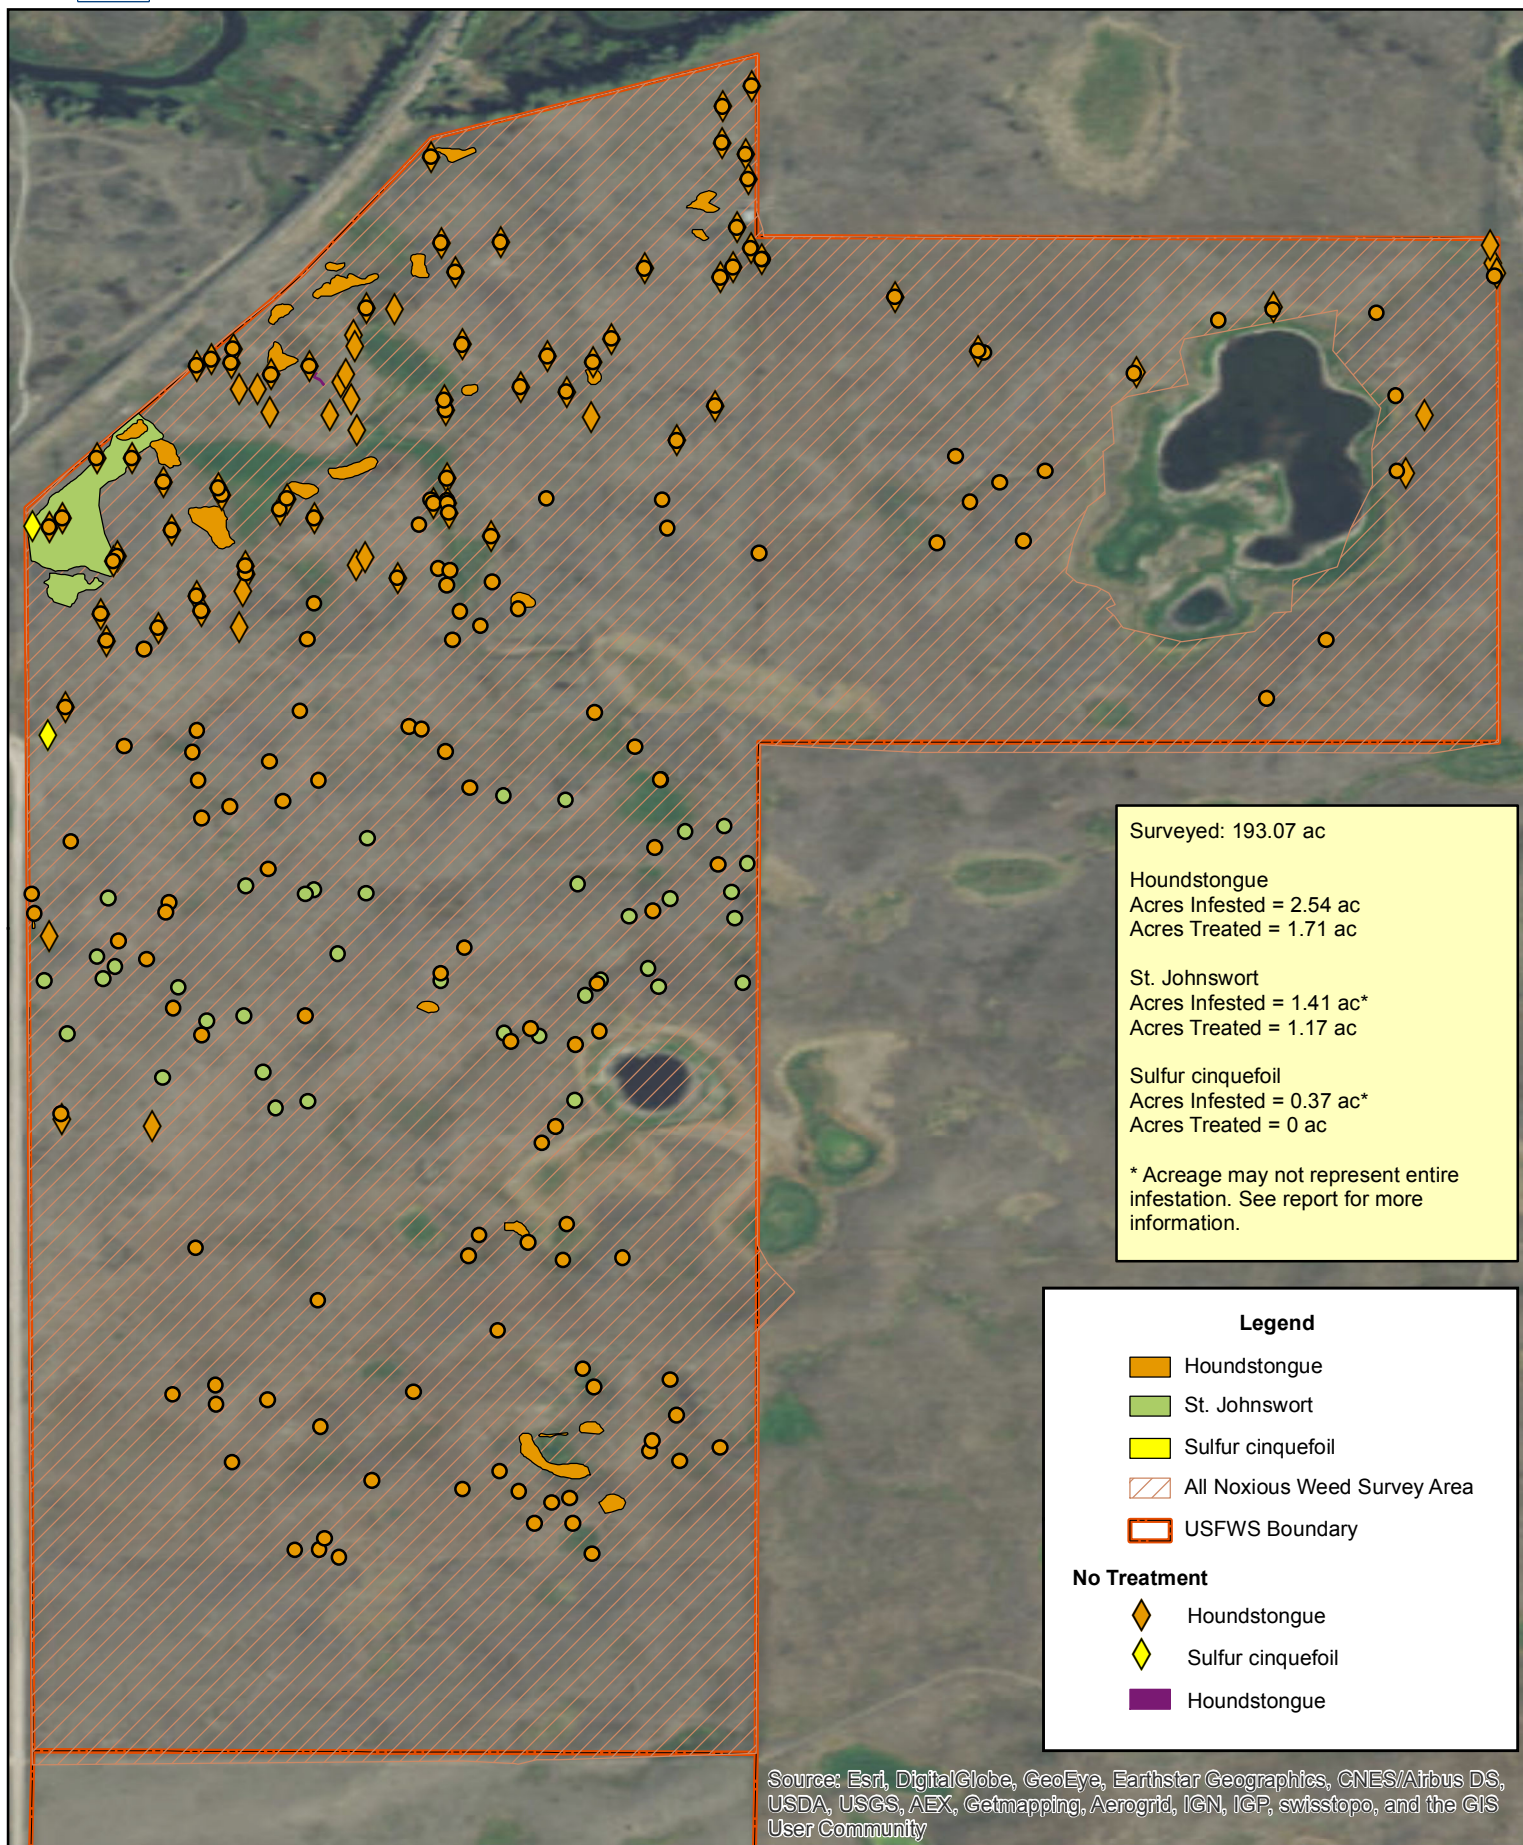 Surveyed: 193.07 ac
Houndstongue
Acres Infested = 2.54 ac
Acres Treated = 1.71 ac
St. Johnswort
Acres Infested = 1.41 ac*
Acres Treated = 1.17 ac
Sulfur cinquefoil
Acres Infested = 0.37 ac*
Acres Treated = 0 ac
* Acreage may not represent entire
infestation. See report for more
information.
Legend
Houndstongue
St. Johnswort
Sulfur cinquefoil
All Noxious Weed Survey Area
USFWS Boundary
No Treatment
Houndstongue
Sulfur cinquefoil
Houndstongue
Source: Esri, DigitalGlobe, GeoEye, Earthstar Geographics, CNES/Airbus DS,
USDA, USGS, AEX, Getmapping, Aerogrid, IGN, IGP, swisstopo, and the GIS
User Community